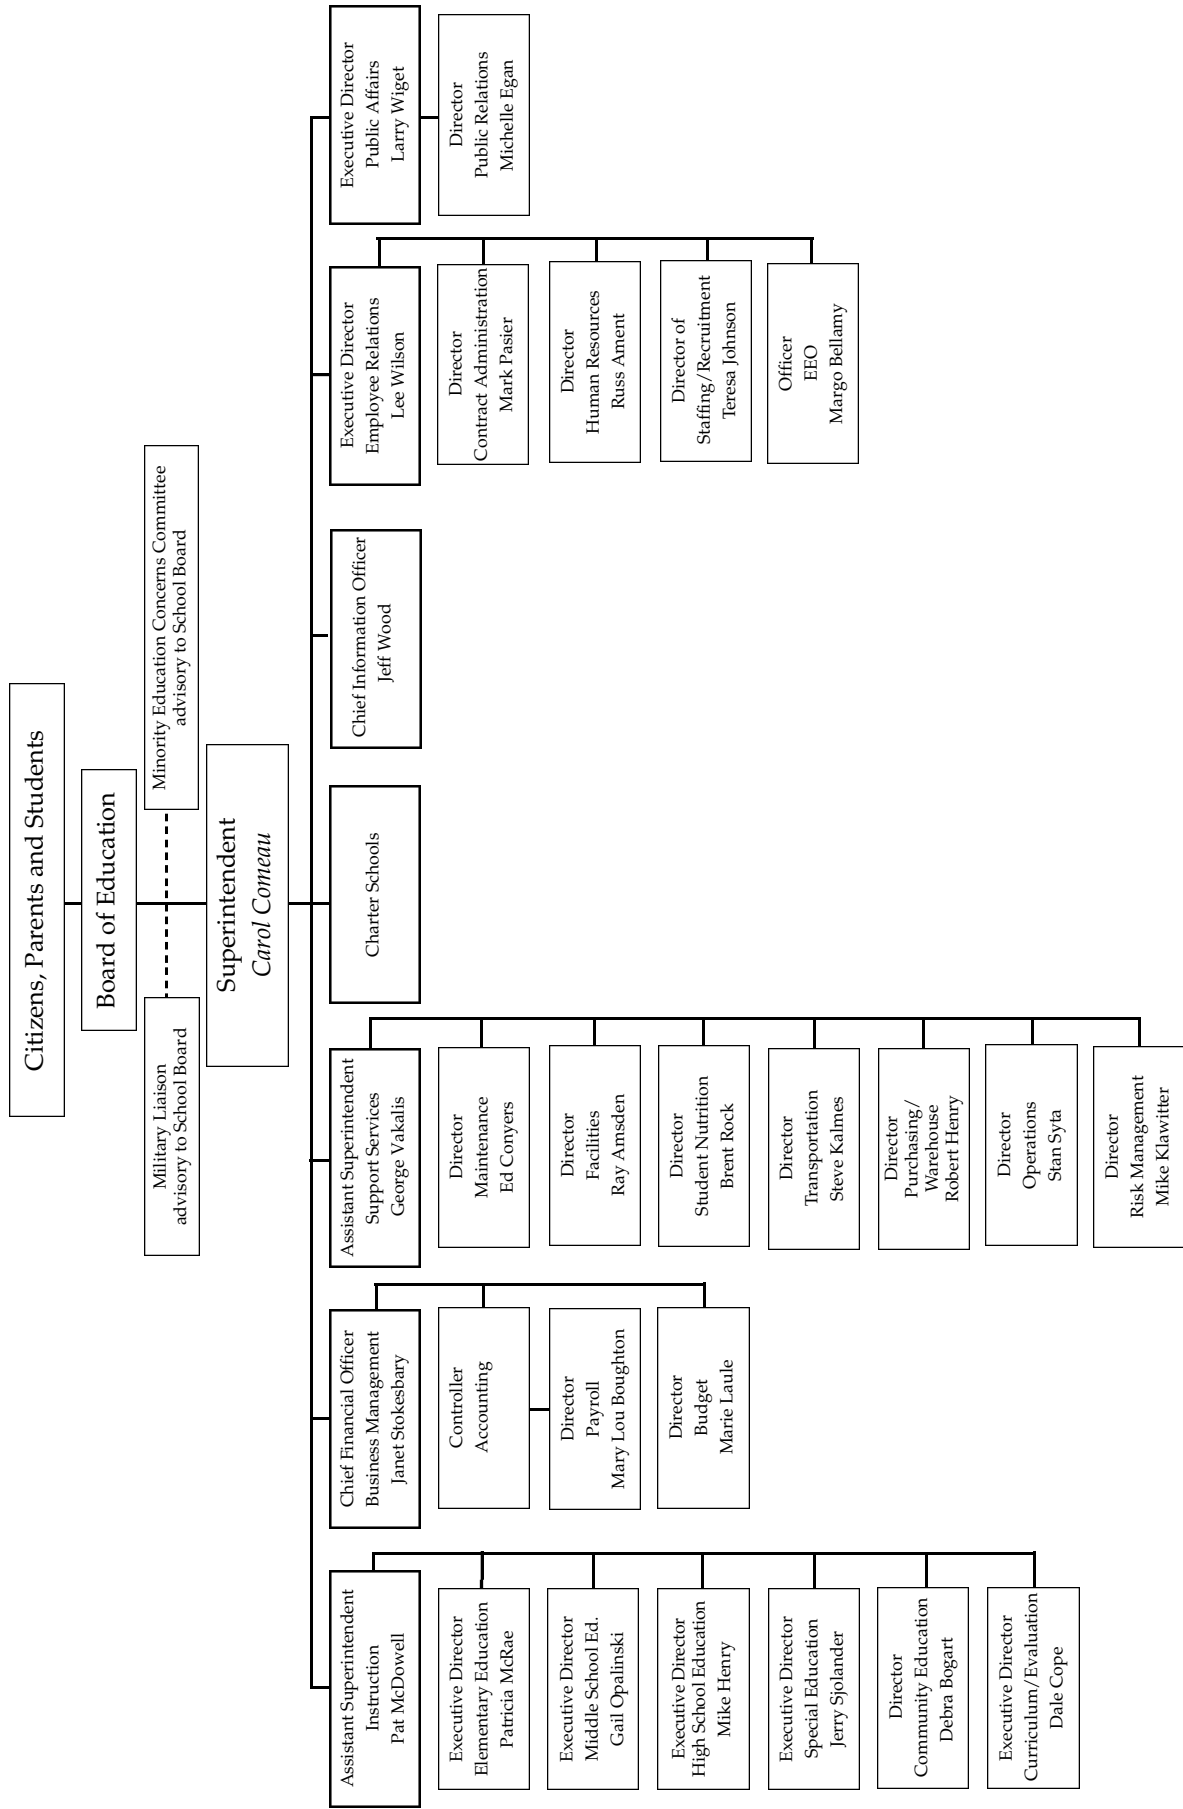 Citizens, Parents and Students
Board of Education
Military Liaison
advisory to School Board
Minority Education Concerns Committee
advisory to School Board
Superintendent
Carol Comeau
Assistant Superintendent
Instruction
Pat McDowell
Executive Director
Elementary Education
Patricia McRae
Executive Director
Middle School Ed.
Gail Opalinski
Executive Director
High School Education
Mike Henry
Executive Director
Special Education
Jerry Sjolander
Director
Community Education
Debra Bogart
Executive Director
Curriculum/Evaluation
Dale Cope
Chief Financial Officer
Business Management
Janet Stokesbary
Controller
Accounting
Director
Payroll
Mary Lou Boughton
Director
Budget
Marie Laule
Assistant Superintendent
Support Services
George Vakalis
Director
Maintenance
Ed Conyers
Director
Facilities
Ray Amsden
Director
Student Nutrition
Brent Rock
Director
Transportation
Steve Kalmes
Director
Purchasing/
Warehouse
Robert Henry
Director
Operations
Stan Syta
Director
Risk Management
Mike Klawitter
Charter Schools
Chief Information Officer
Jeff Wood
Executive Director
Employee Relations
Lee Wilson
Director
Contract Administration
Mark Pasier
Director
Human Resources
Russ Ament
Director of
Staffing/Recruitment
Teresa Johnson
Officer
EEO
Margo Bellamy
Executive Director
Public Affairs
Larry Wiget
Director
Public Relations
Michelle Egan